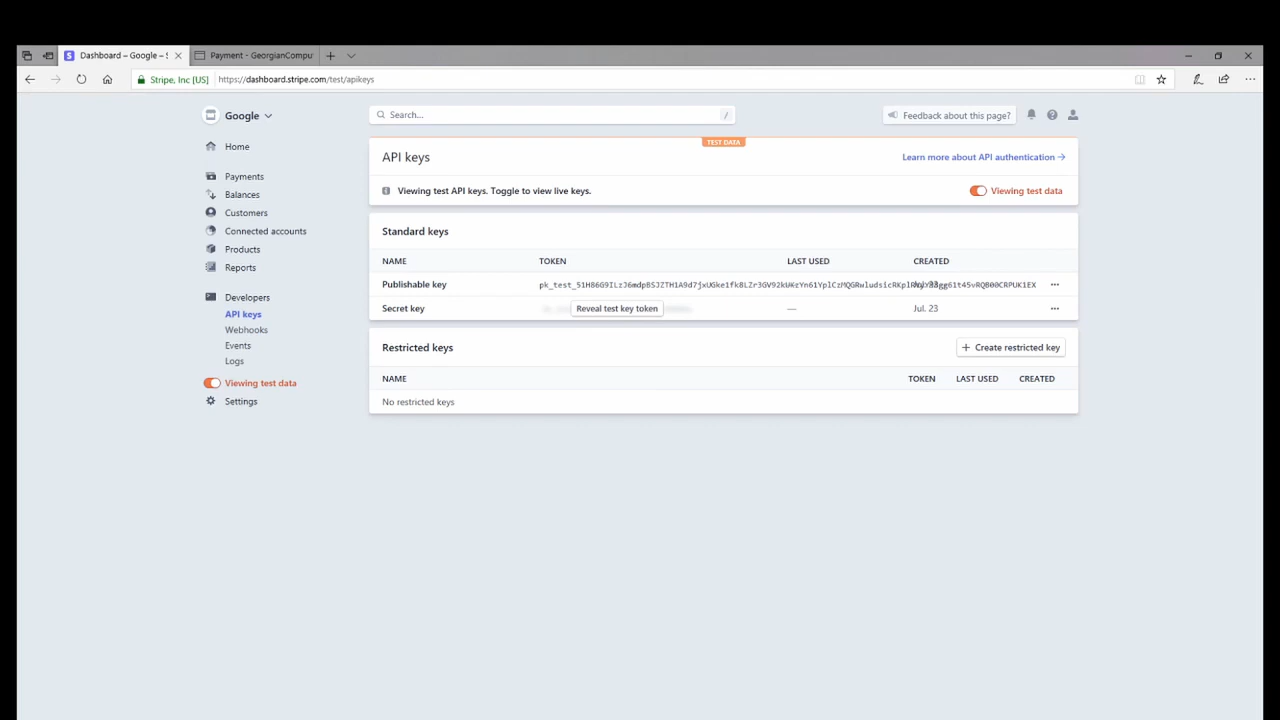 Dashboard – Google – S
Payment - GeorgianCompu
Stripe, Inc [US]
https://dashboard.stripe.com/test/apikeys
Google
Search...
/
Feedback about this page?
Home
Payments
Balances
Customers
Connected accounts
Products
Reports
Developers
API keys
Webhooks
Events
Logs
Viewing test data
Settings
TEST DATA
API keys
Learn more about API authentication
Viewing test API keys. Toggle to view live keys.
Viewing test data
Standard keys
NAME TOKEN LAST USED CREATED
Publishable key
Secret key Reveal test key token — Jul. 23
Restricted keys
+ Create restricted key
NAME TOKEN LAST USED CREATED
No restricted keys